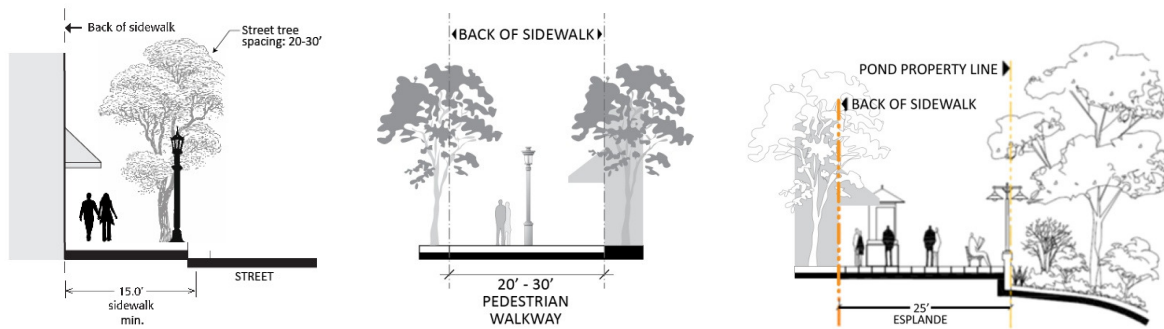 Back of sidewalk
Street tree
spacing: 20-30'
STREET
15.0'
sidewalk
min.
BACK OF SIDEWALK
20' - 30'
PEDESTRIAN
WALKWAY
POND PROPERTY LINE
BACK OF SIDEWALK
25'
ESPLANDE